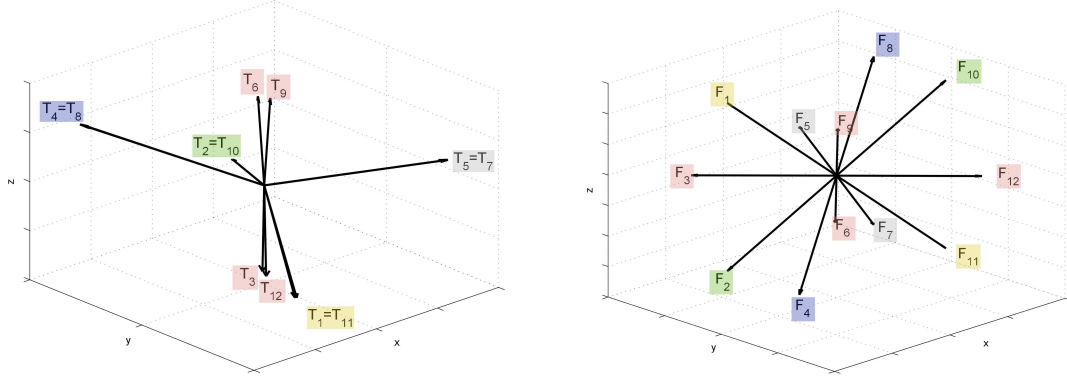 T6
T9
T4=T8
T2=T10
T5=T7
T3
T12
T1=T11
z
y
x
F8
F10
F1
F5
F9
F3
F12
F6
F7
F11
F2
F4
z
y
x